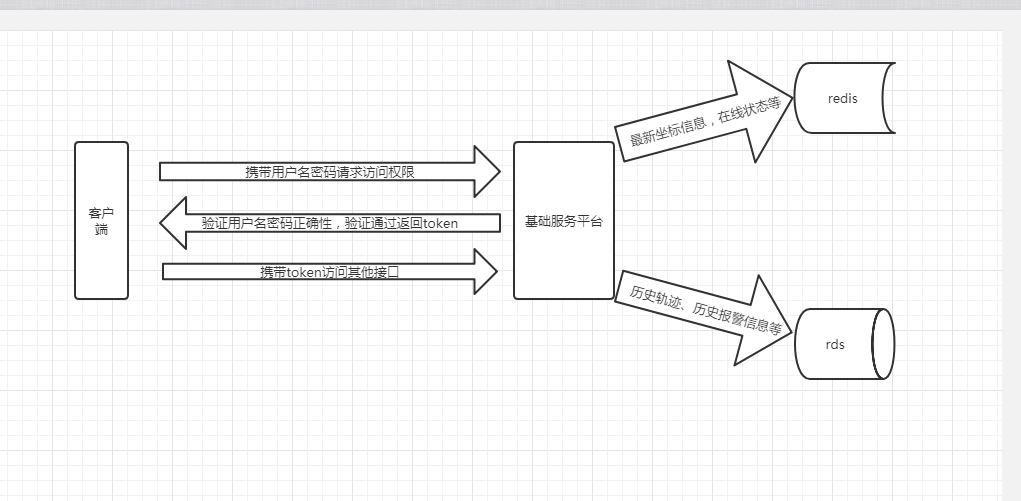 最新坐标信息，在线状态等
redis
携带用户名密码请求访问权限
客户
端
验证用户名密码正确性，验证通过返回token
基础服务平台
携带token访问其他接口
历史轨迹、历史报警信息等
rds